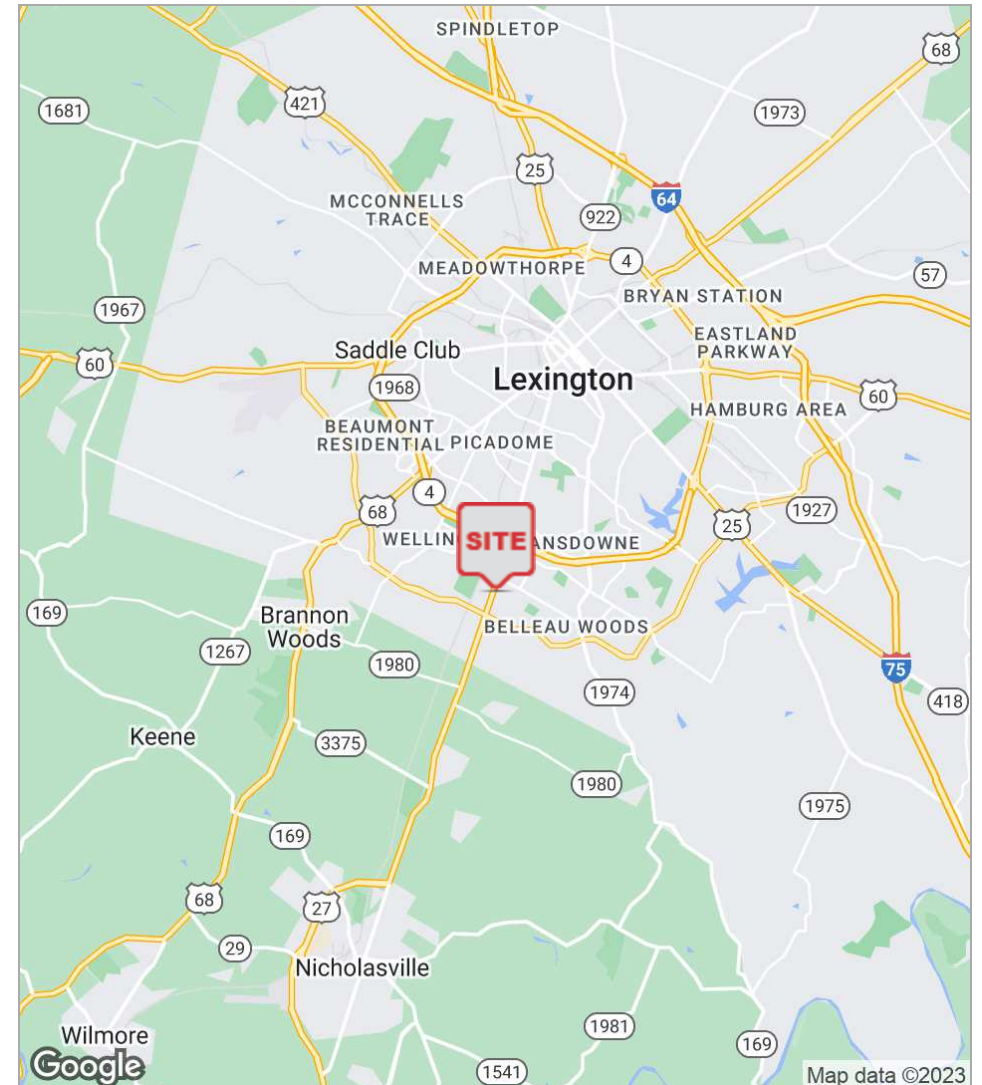 SPINDLETOP
68
421
1681
1973
25
MCCONNELLS
TRACE
64
922
4
MEADOWTHORPE
57
BRYAN STATION
1967
EASTLAND
PARKWAY
Saddle Club
60
Lexington
1968
60
HAMBURG AREA
BEAUMONT
RESIDENTIAL
PICADOME
4
68
1927
25
SITE
BELLEAU WOODS
169
Brannon
Woods
1267
1980
75
1974
418
Keene
3375
1980
1975
169
68
27
29
Nicholasville
1981
Wilmore
169
Google
1541
Map data ©2023